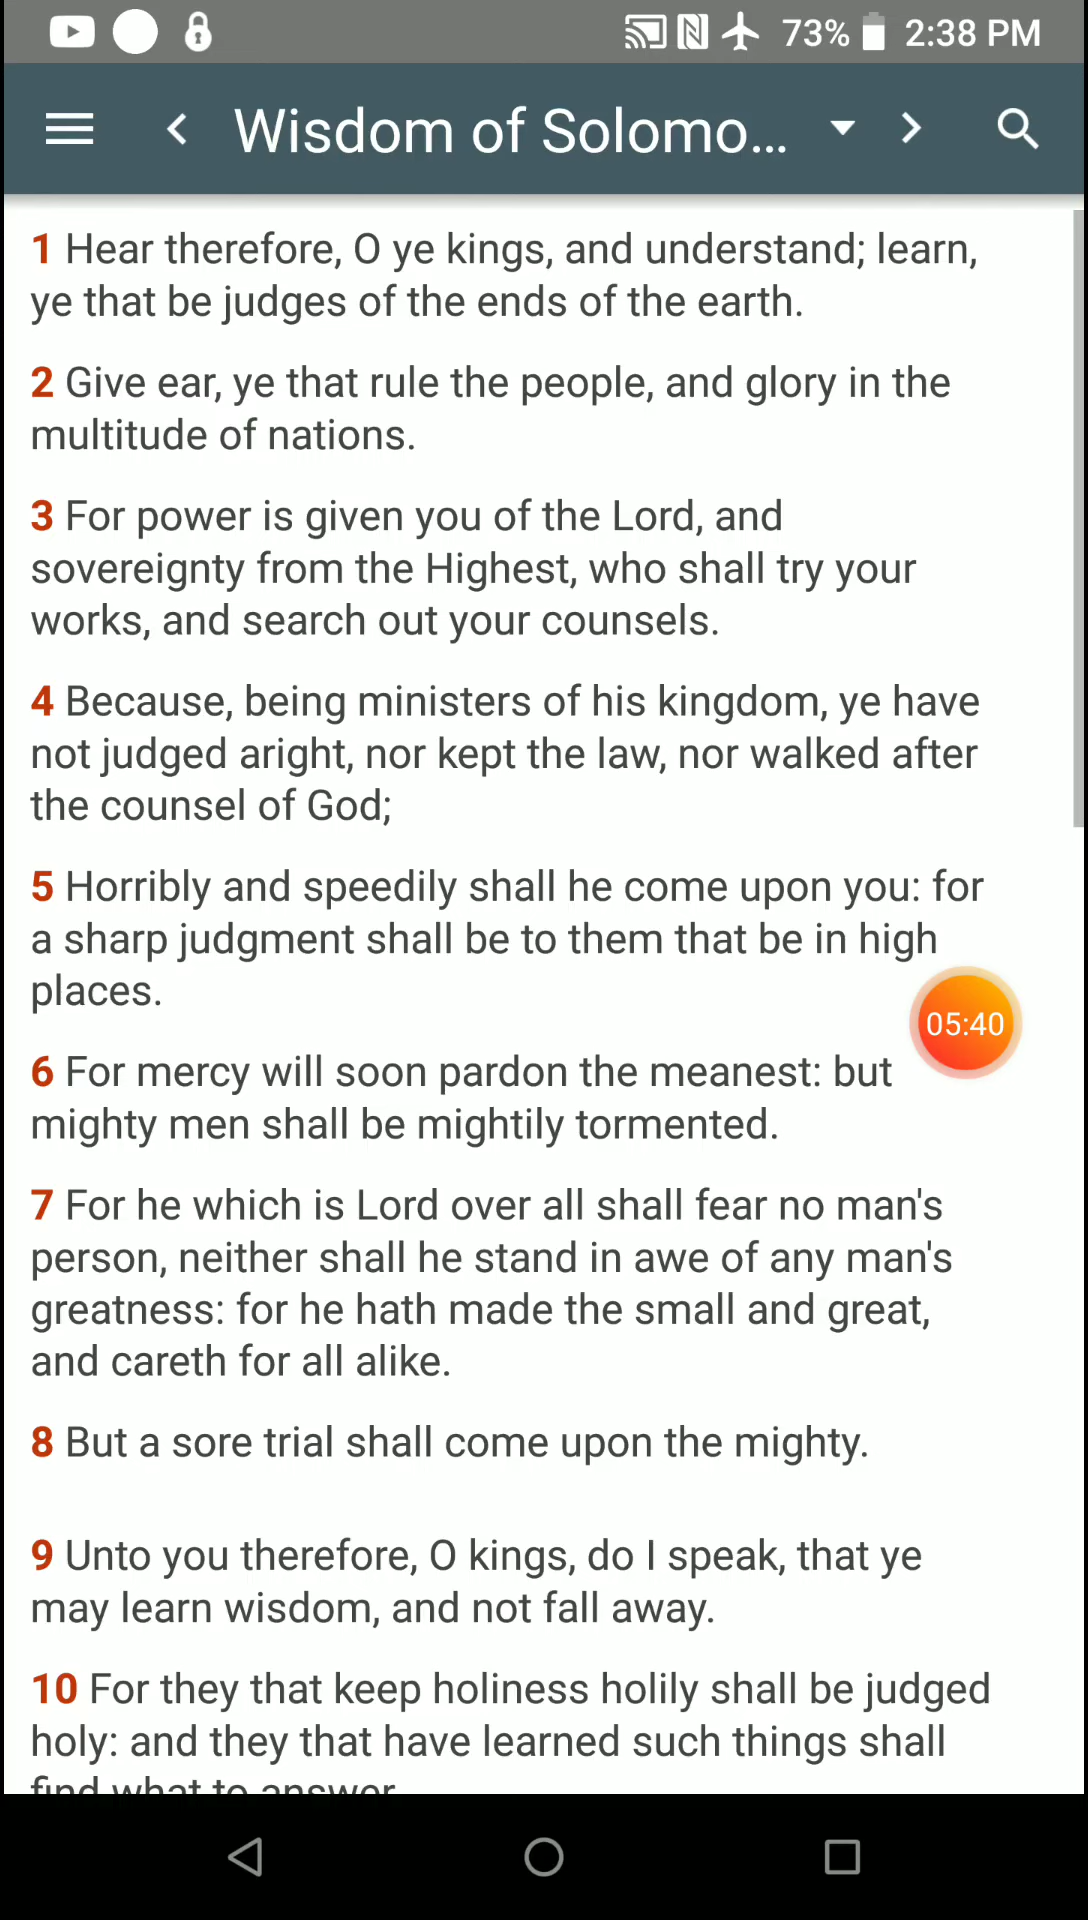 73% 2:38 PM
Wisdom of Solomo...
1 Hear therefore, O ye kings, and understand; learn,
ye that be judges of the ends of the earth.
2 Give ear, ye that rule the people, and glory in the
multitude of nations.
3 For power is given you of the Lord, and
sovereignty from the Highest, who shall try your
works, and search out your counsels.
4 Because, being ministers of his kingdom, ye have
not judged aright, nor kept the law, nor walked after
the counsel of God;
5 Horribly and speedily shall he come upon you: for
a sharp judgment shall be to them that be in high
places.
05:40
6 For mercy will soon pardon the meanest: but
mighty men shall be mightily tormented.
7 For he which is Lord over all shall fear no man's
person, neither shall he stand in awe of any man's
greatness: for he hath made the small and great,
and careth for all alike.
8 But a sore trial shall come upon the mighty.
9 Unto you therefore, O kings, do I speak, that ye
may learn wisdom, and not fall away.
10 For they that keep holiness holily shall be judged
holy: and they that have learned such things shall
find what to answer